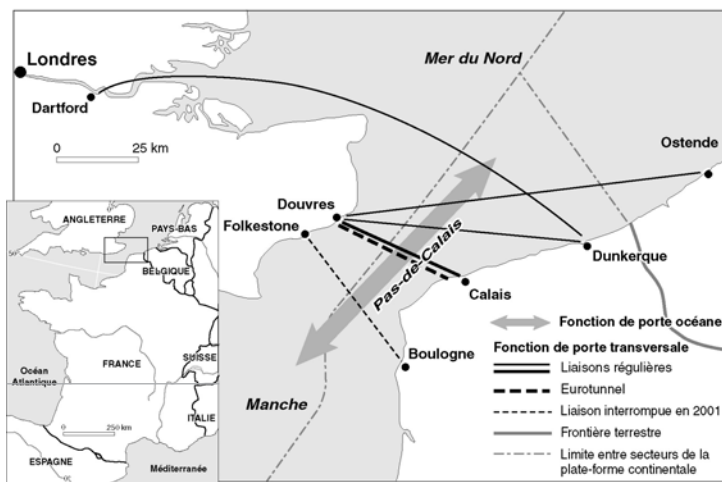 Londres
Dartford
0 25 km
Mer du Nord
Ostende
Douvres
Folkestone
Pas-de-Calais
Dunkerque
Calais
Boulogne
Manche
ANGLETERRE
PAYS-BAS
BELGIQUE
FRANCE
SUISSE
Océan
Atlantique
ITALIE
0 250 km
ESPAGNE
Méditerranée
Fonction de porte océane
Fonction de porte transversale
Liaisons régulières
Eurotunnel
Liaison interrompue en 2001
Frontière terrestre
Limite entre secteurs de la
plate-forme continentale